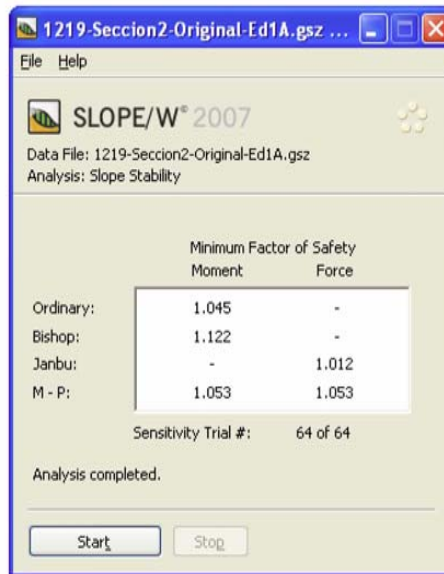 1219-Seccion2-Original-Ed1A.gsz ...
File Help
SLOPE/W® 2007
Data File: 1219-Seccion2-Original-Ed1A.gsz
Analysis: Slope Stability
Minimum Factor of Safety
Moment Force
Ordinary: 1.045 -
Bishop: 1.122 -
Janbu: - 1.012
M - P: 1.053 1.053
Sensitivity Trial #: 64 of 64
Analysis completed.
Start Stop